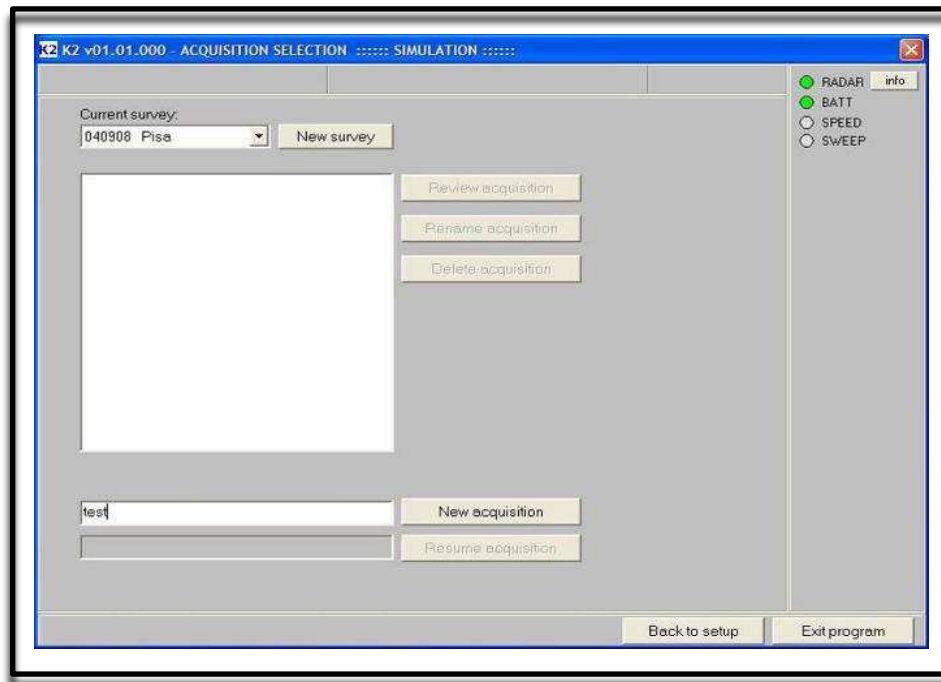 K2 K2 v01.01.000 - ACQUISITION SELECTION :::::: SIMULATION ::::::
RADAR info
BATT
SPEED
SWEEP
Current survey:
040908 Pisa New survey
Review acquisition
Rename acquisition
Delete acquisition
test New acquisition
Resume acquisition
Back to setup Exit program